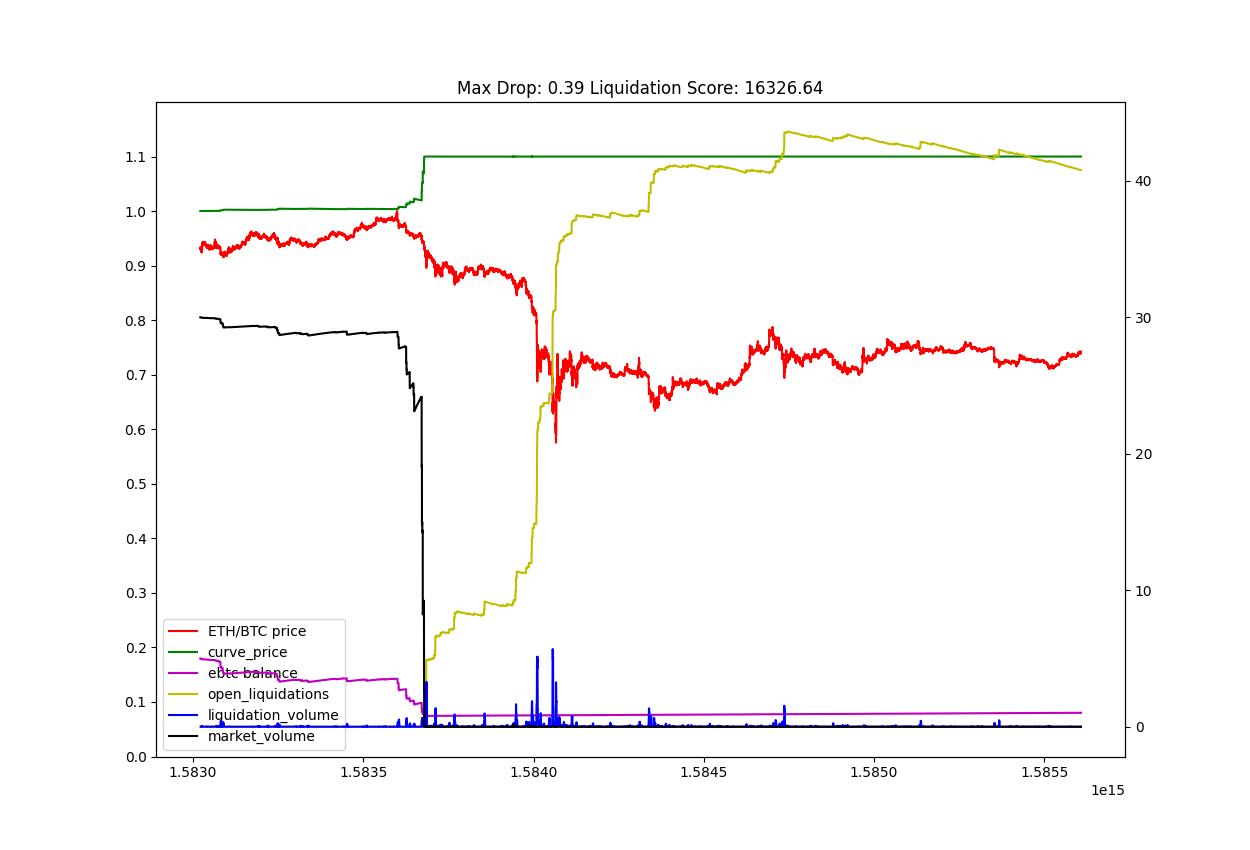 Max Drop: 0.39 Liquidation Score: 16326.64
1.1
1.0
0.9
0.8
0.7
0.6
0.5
0.4
0.3
0.2
0.1
0.0
40
30
20
10
0
ETH/BTC price
curve_price
ebtc balance
open_liquidations
liquidation_volume
market_volume
1.5830 1.5835 1.5840 1.5845 1.5850 1.5855
1e15